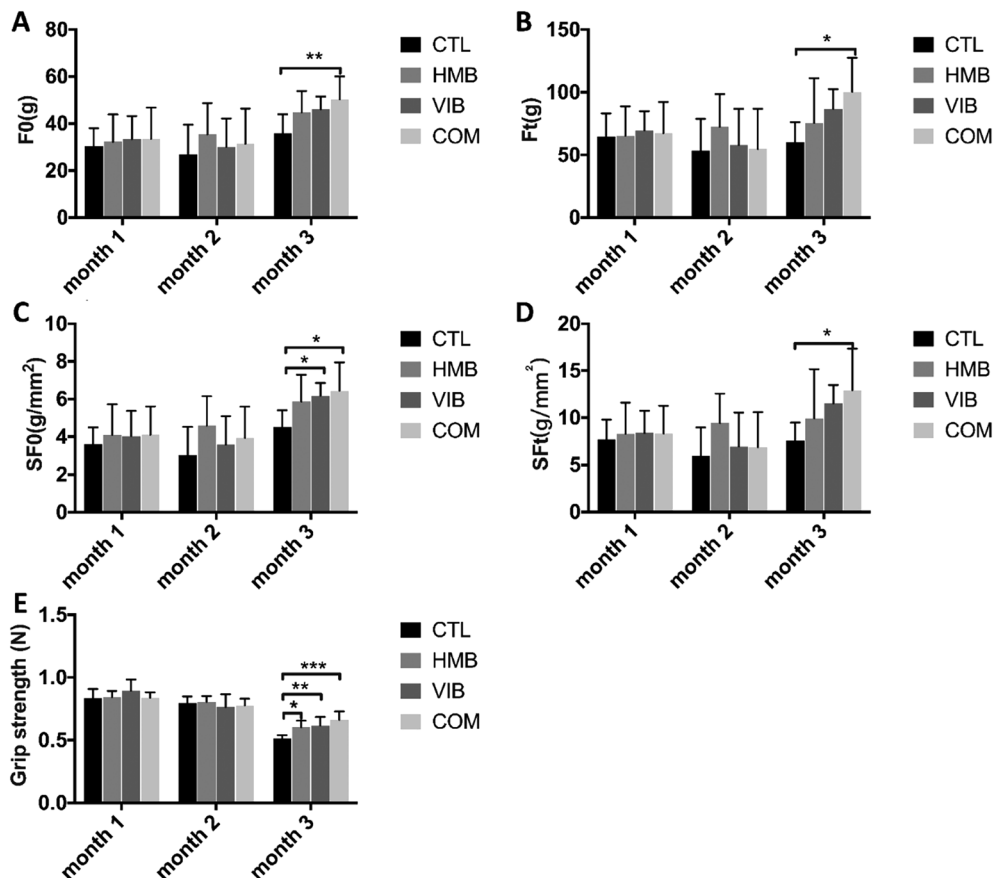 A
F0(g)
80
60
40
20
0
**
CTL
HMB
VIB
COM
month 1
month 2
month 3
B
Ft(g)
150
100
50
0
*
CTL
HMB
VIB
COM
month 1
month 2
month 3
C
SF0(g/mm²)
10
8
6
4
2
0
*
*
CTL
HMB
VIB
COM
month 1
month 2
month 3
D
SFt(g/mm²)
20
15
10
5
0
*
CTL
HMB
VIB
COM
month 1
month 2
month 3
E
Grip strength (N)
1.5
1.0
0.5
0.0
***
**
*
CTL
HMB
VIB
COM
month 1
month 2
month 3